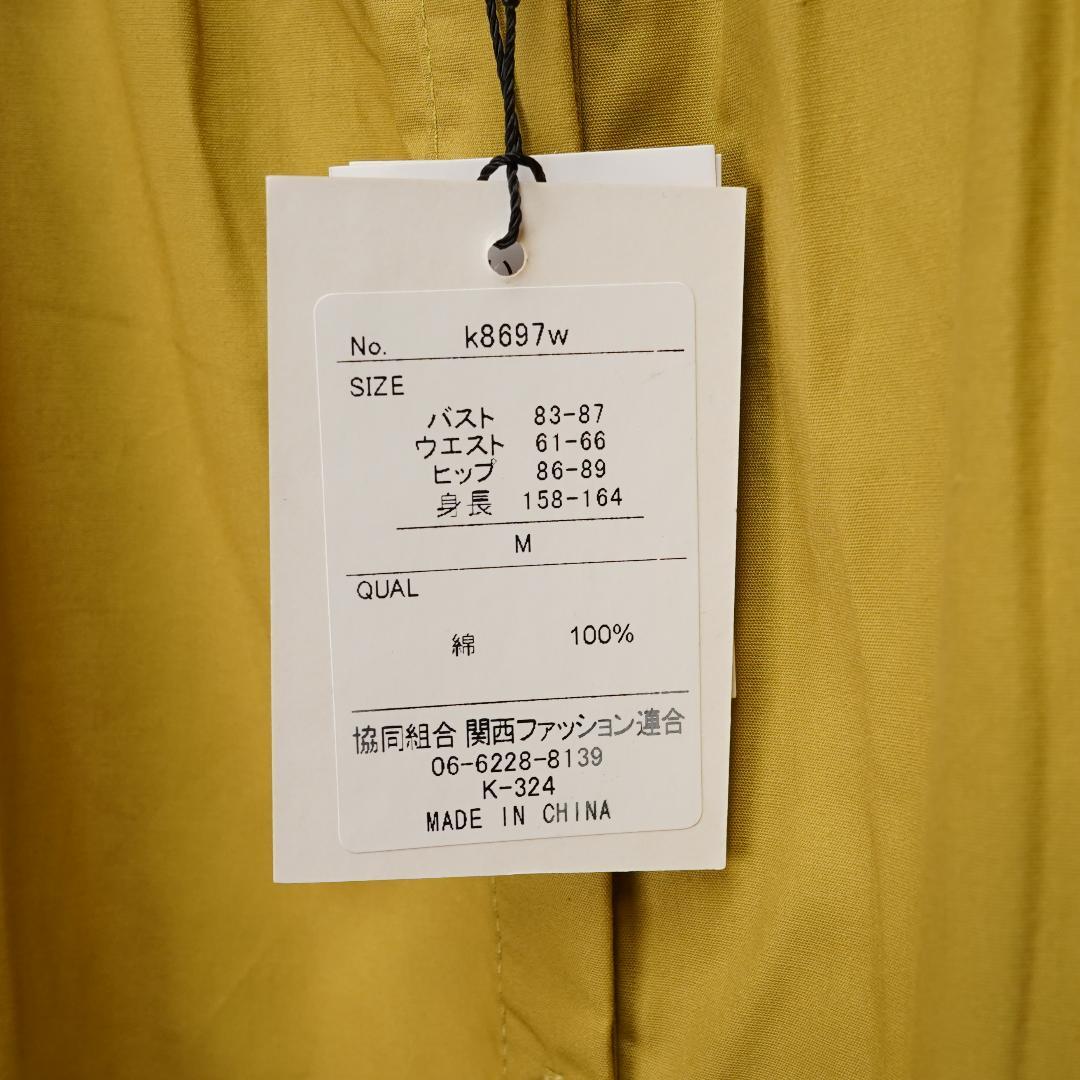 No. k8697w
SIZE
バスト 83-87
ウエスト 61-66
ヒップ 86-89
身長 158-164
M
QUAL
綿 100%
協同組合 関西ファッション連合
06-6228-8139
K-324
MADE IN CHINA